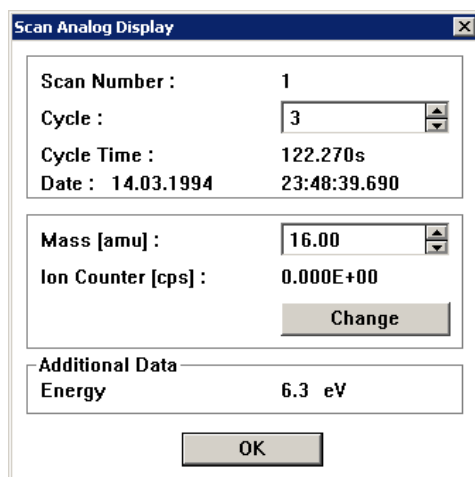 Scan Analog Display
Scan Number : 1
Cycle : 3
Cycle Time : 122.270s
Date : 14.03.1994 23:48:39.690
Mass [amu] : 16.00
Ion Counter [cps] : 0.000E+00
Change
Additional Data
Energy 6.3 eV
OK